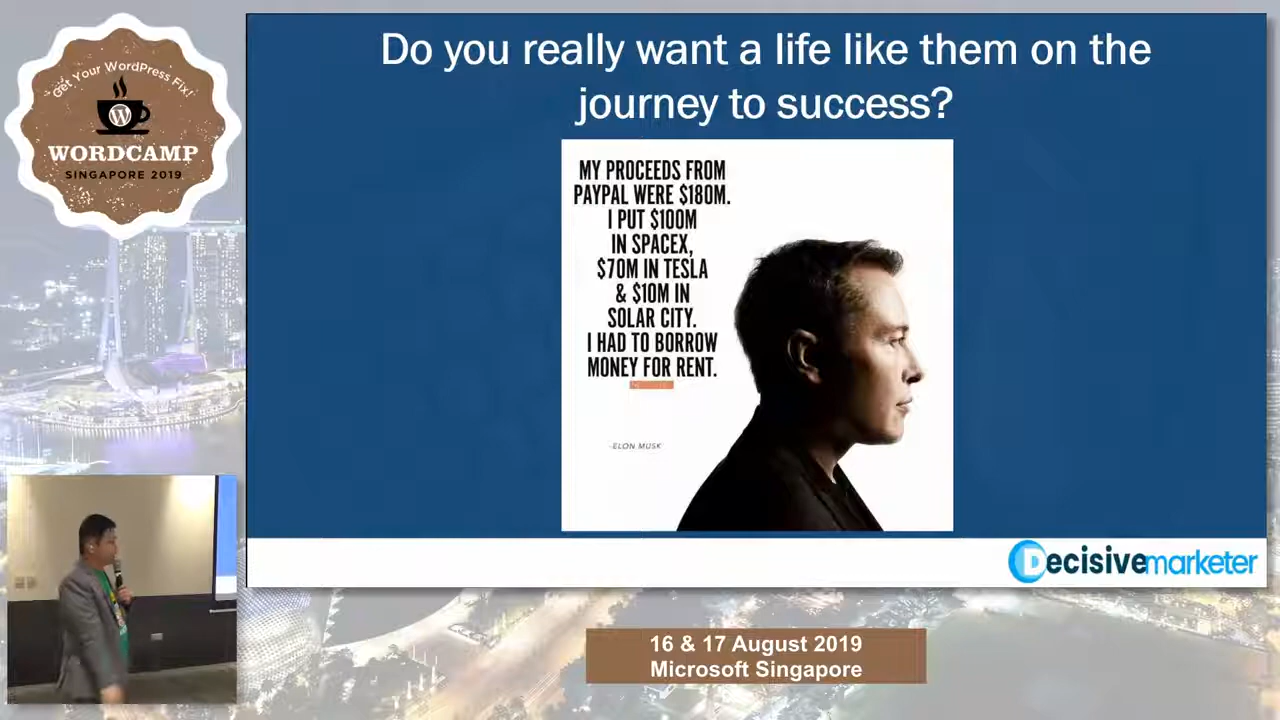 Get Your WordPress Fix!
WORDCAMP
SINGAPORE 2019
Do you really want a life like them on the
journey to success?
MY PROCEEDS FROM
PAYPAL WERE $180M.
I PUT $100M
IN SPACEX,
$70M IN TESLA
& $10M IN
SOLAR CITY.
I HAD TO BORROW
MONEY FOR RENT.
-ELON MUSK
Decisivemarketer
16 & 17 August 2019
Microsoft Singapore